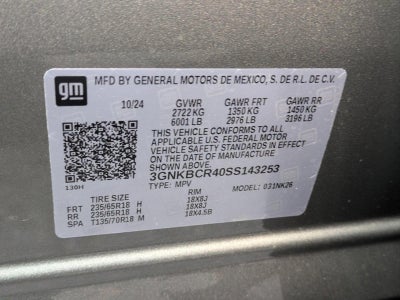 gm
MFD BY GENERAL MOTORS DE MEXICO, S. DE R.L. DE C.V.
10/24 GVWR GAWR FRT GAWR RR
2722 KG 1350 KG 1450 KG
6001 LB 2976 LB 3196 LB
THIS VEHICLE CONFORMS TO ALL
APPLICABLE U.S. FEDERAL MOTOR
VEHICLE SAFETY STANDARDS IN EFFECT
ON THE DATE OF MANUFACTURE
SHOWN ABOVE.
3GNKBCR40SS143253
130H TYPE: MPV MODEL: 031NK26
TIRE SIZE RIM
FRT 235/65R18 H 18X8J
RR 235/65R18 H 18X8J
SPA T135/70R18 M 18X4.5B